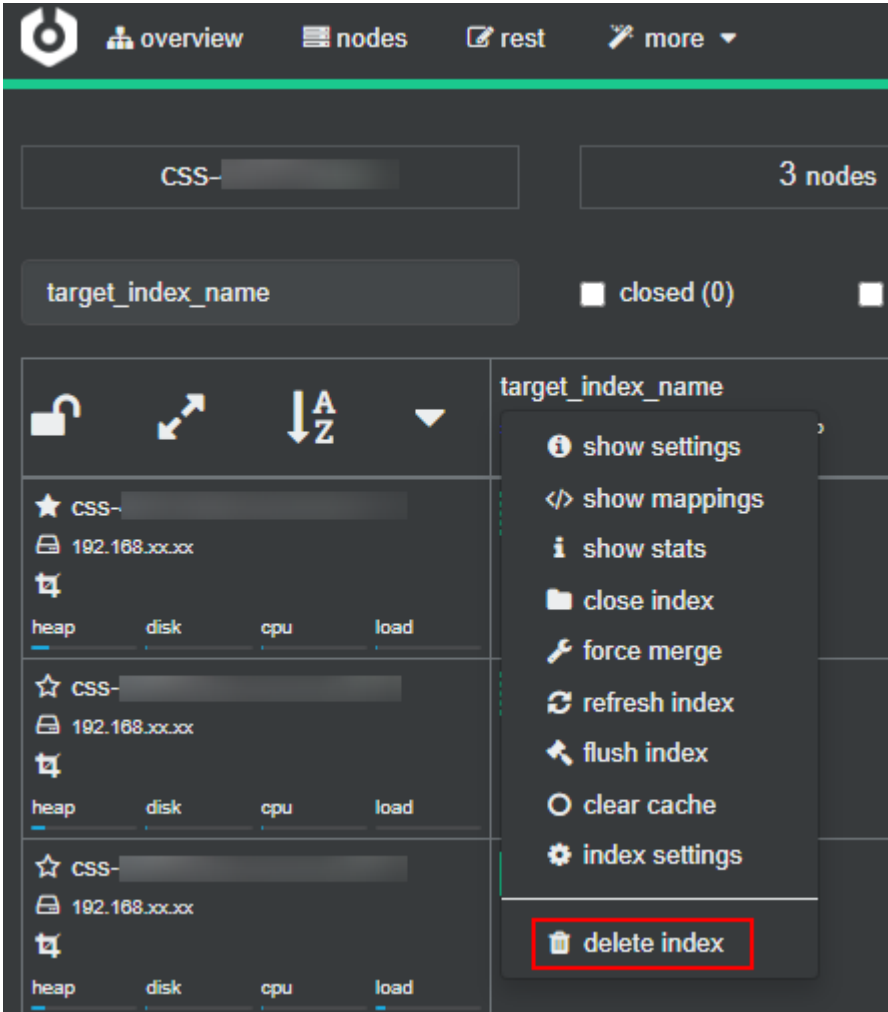 overview nodes rest more
CSS- 3 nodes
target_index_name closed (0)
A
Z
target_index_name
show settings
show mappings
show stats
close index
force merge
refresh index
flush index
clear cache
index settings
delete index
css-
192.168.xx.xx
heap disk cpu load
css-
192.168.xx.xx
heap disk cpu load
css-
192.168.xx.xx
heap disk cpu load